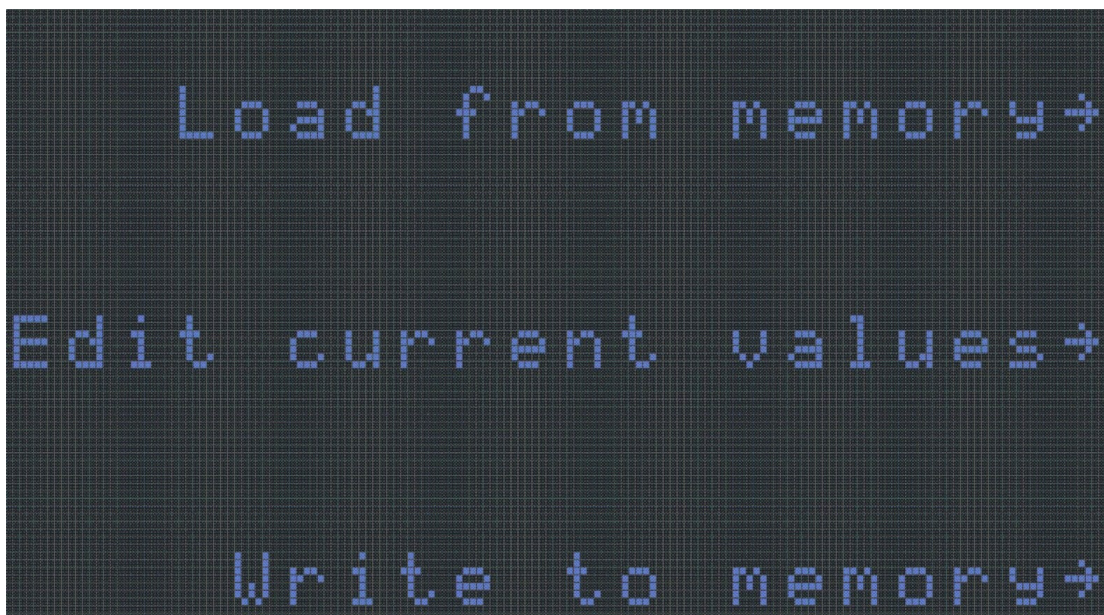 Load from memory→
Edit current values→
Write to memory→